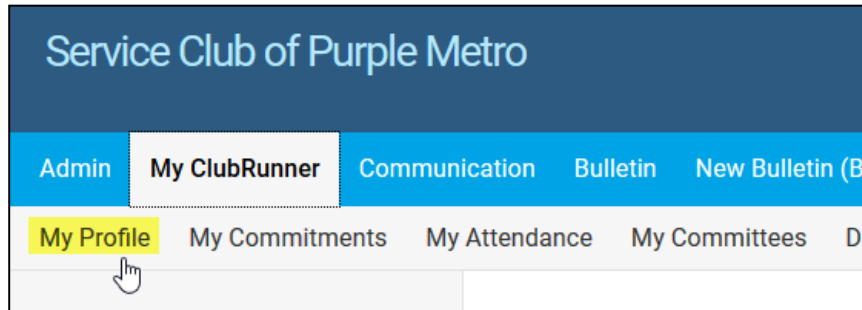 Service Club of Purple Metro
Admin My ClubRunner Communication Bulletin New Bulletin (B
My Profile My Commitments My Attendance My Committees D